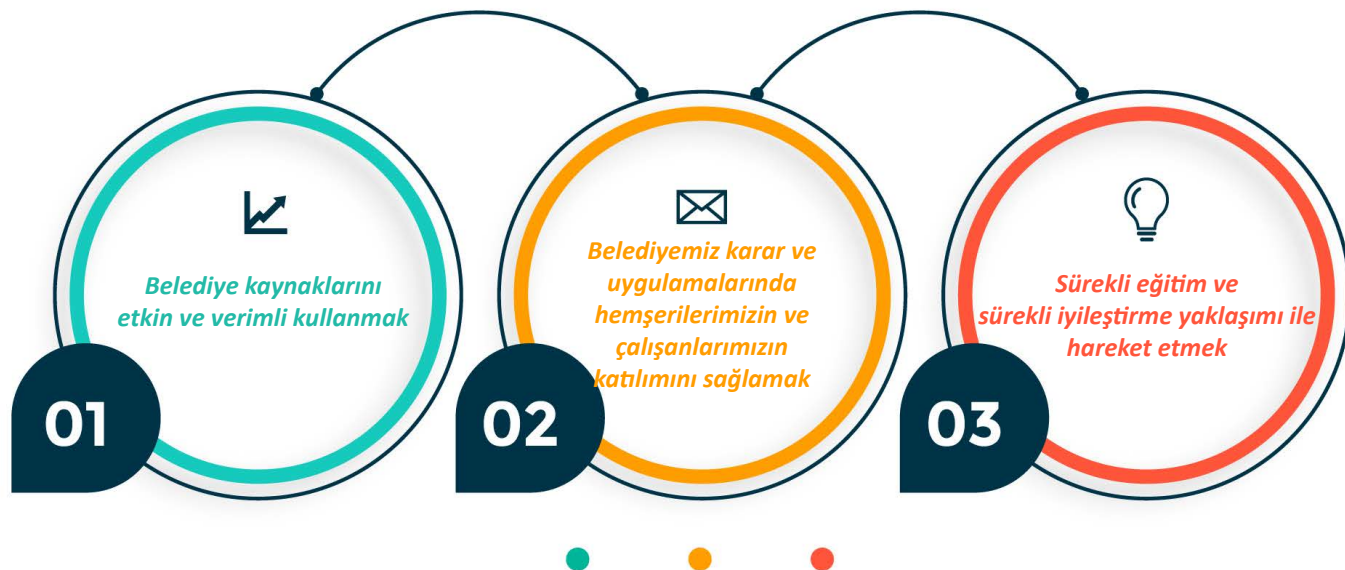 Belediye kaynaklarını
etkin ve verimli kullanmak
01
Belediyemiz karar ve
uygulamalarında
hemşerilerimizin ve
çalışanlarımızın
katılımını sağlamak
02
Sürekli eğitim ve
sürekli iyileştirme yaklaşımı ile
hareket etmek
03